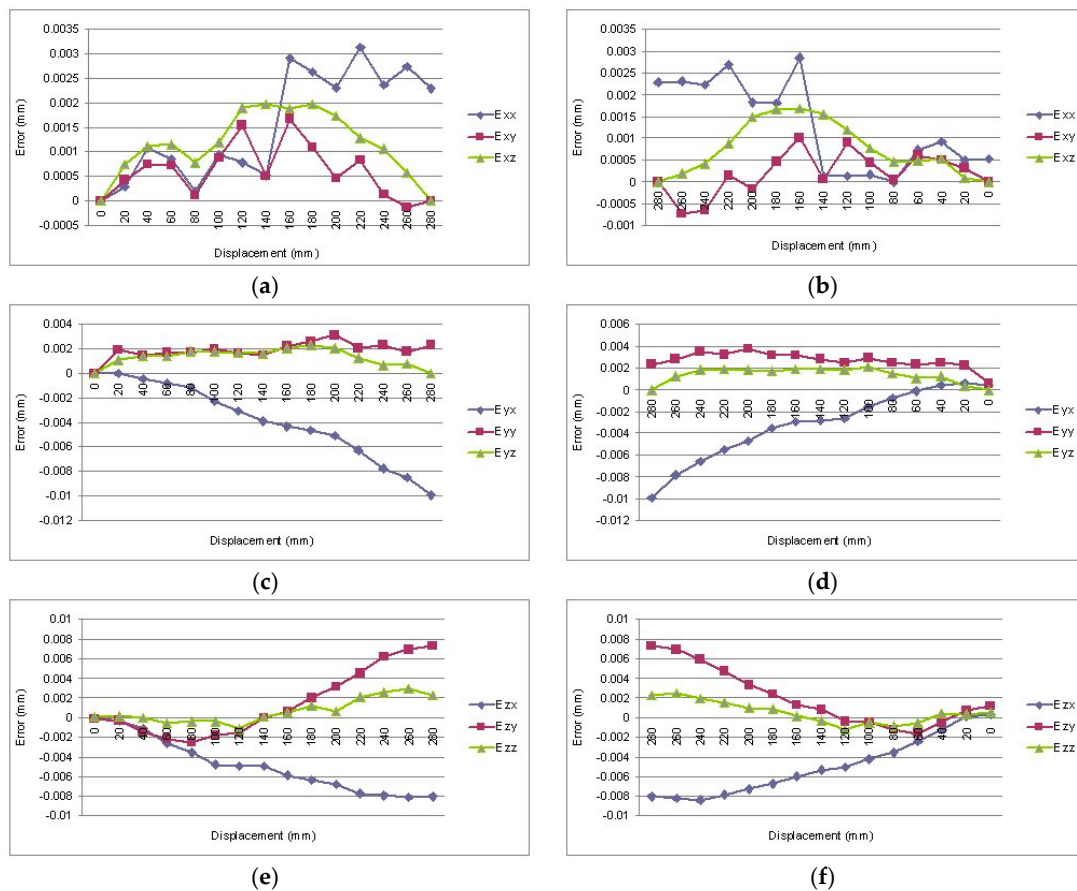 0.0035
0.003
0.0025
0.002
0.0015
0.001
0.0005
0
-0.0005
Error (mm)
0 20 40 60 80 100 120 140 160 180 200 220 240 260 280
Displacement (mm)
Exx
Exy
Exz
(a)
0.0035
0.003
0.0025
0.002
0.0015
0.001
0.0005
0
-0.0005
-0.001
Error (mm)
280 260 240 220 200 180 160 140 120 100 80 60 40 20 0
Displacement (mm)
Exx
Exy
Exz
(b)
0.004
0.002
0
-0.002
-0.004
-0.006
-0.008
-0.01
-0.012
Error (mm)
0 20 40 60 80 100 120 140 160 180 200 220 240 260 280
Displacement (mm)
Eyx
Eyy
Eyz
(c)
0.006
0.004
0.002
0
-0.002
-0.004
-0.006
-0.008
-0.01
-0.012
Error (mm)
280 260 240 220 200 180 160 140 120 100 80 60 40 20 0
Displacement (mm)
Eyx
Eyy
Eyz
(d)
0.01
0.008
0.006
0.004
0.002
0
-0.002
-0.004
-0.006
-0.008
-0.01
Error (mm)
0 20 40 60 80 100 120 140 160 180 200 220 240 260 280
Displacement (mm)
Ezx
Ezy
Ezz
(e)
0.01
0.008
0.006
0.004
0.002
0
-0.002
-0.004
-0.006
-0.008
-0.01
Error (mm)
280 260 240 220 200 180 160 140 120 100 80 60 40 20 0
Displacement (mm)
Ezx
Ezy
Ezz
(f)